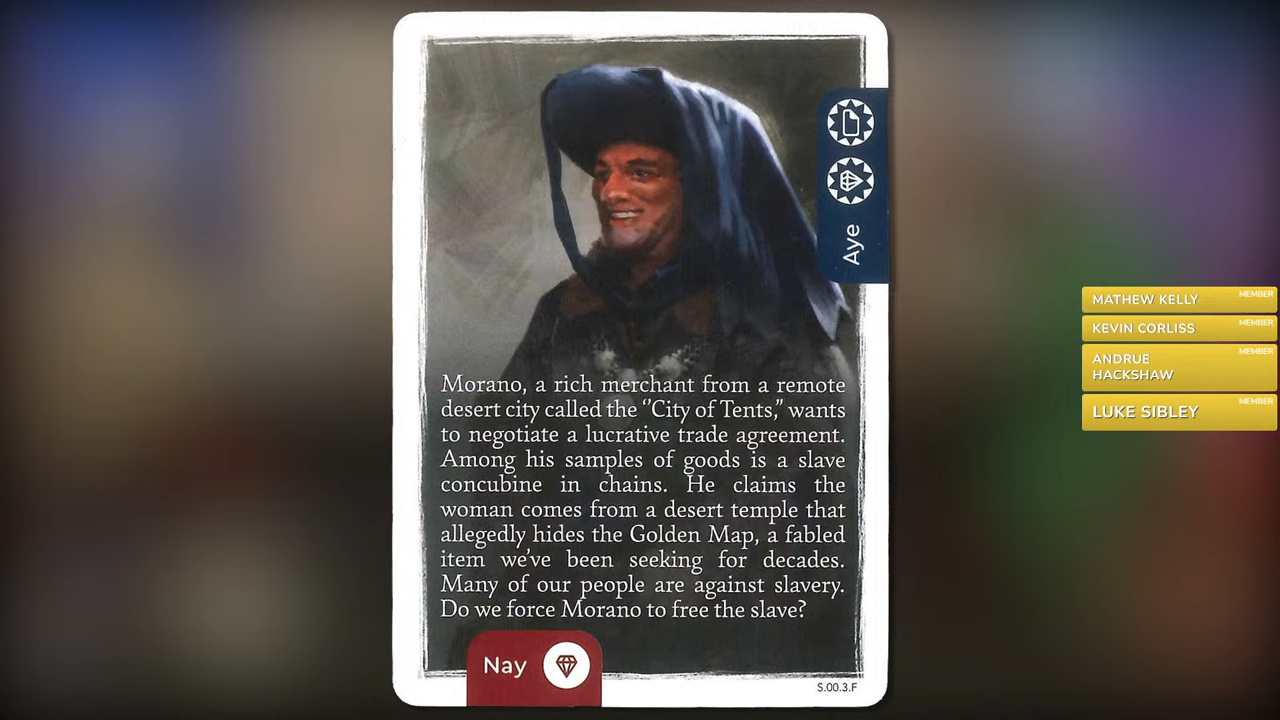 Aye
Morano, a rich merchant from a remote
desert city called the "City of Tents," wants
to negotiate a lucrative trade agreement.
Among his samples of goods is a slave
concubine in chains. He claims the
woman comes from a desert temple that
allegedly hides the Golden Map, a fabled
item we've been seeking for decades.
Many of our people are against slavery.
Do we force Morano to free the slave?
Nay
S.00.3.F
MATHEW KELLY
MEMBER
KEVIN CORLISS
MEMBER
ANDRUE
MEMBER
HACKSHAW
LUKE SIBLEY
MEMBER